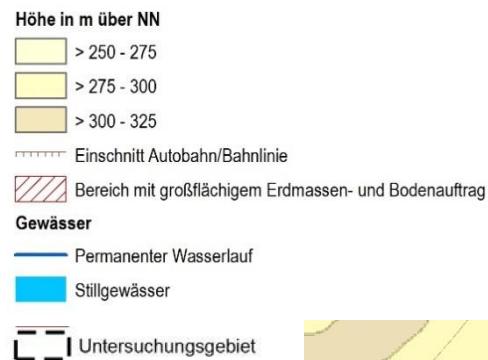 Höhe in m über NN
> 250 - 275
> 275 - 300
> 300 - 325
Einschnitt Autobahn/Bahnlinie
Bereich mit großflächigem Erdmassen- und Bodenauftrag
Gewässer
Permanenter Wasserlauf
Stillgewässer
Untersuchungsgebiet